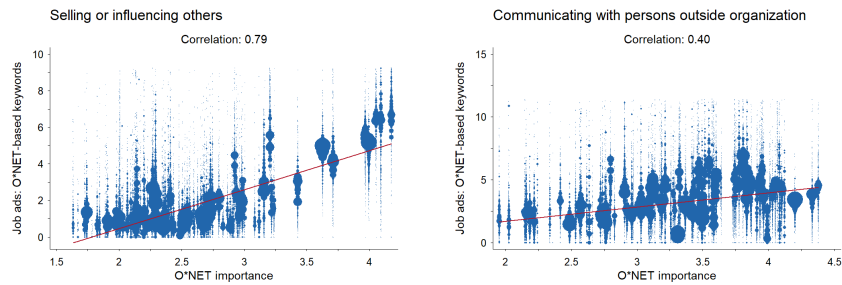 Selling or influencing others
Correlation: 0.79
Job ads: O*NET-based keywords
10
8
6
4
2
0
1.5 2 2.5 3 3.5 4
O*NET importance
Communicating with persons outside organization
Correlation: 0.40
Job ads: O*NET-based keywords
15
10
5
0
2 2.5 3 3.5 4 4.5
O*NET importance